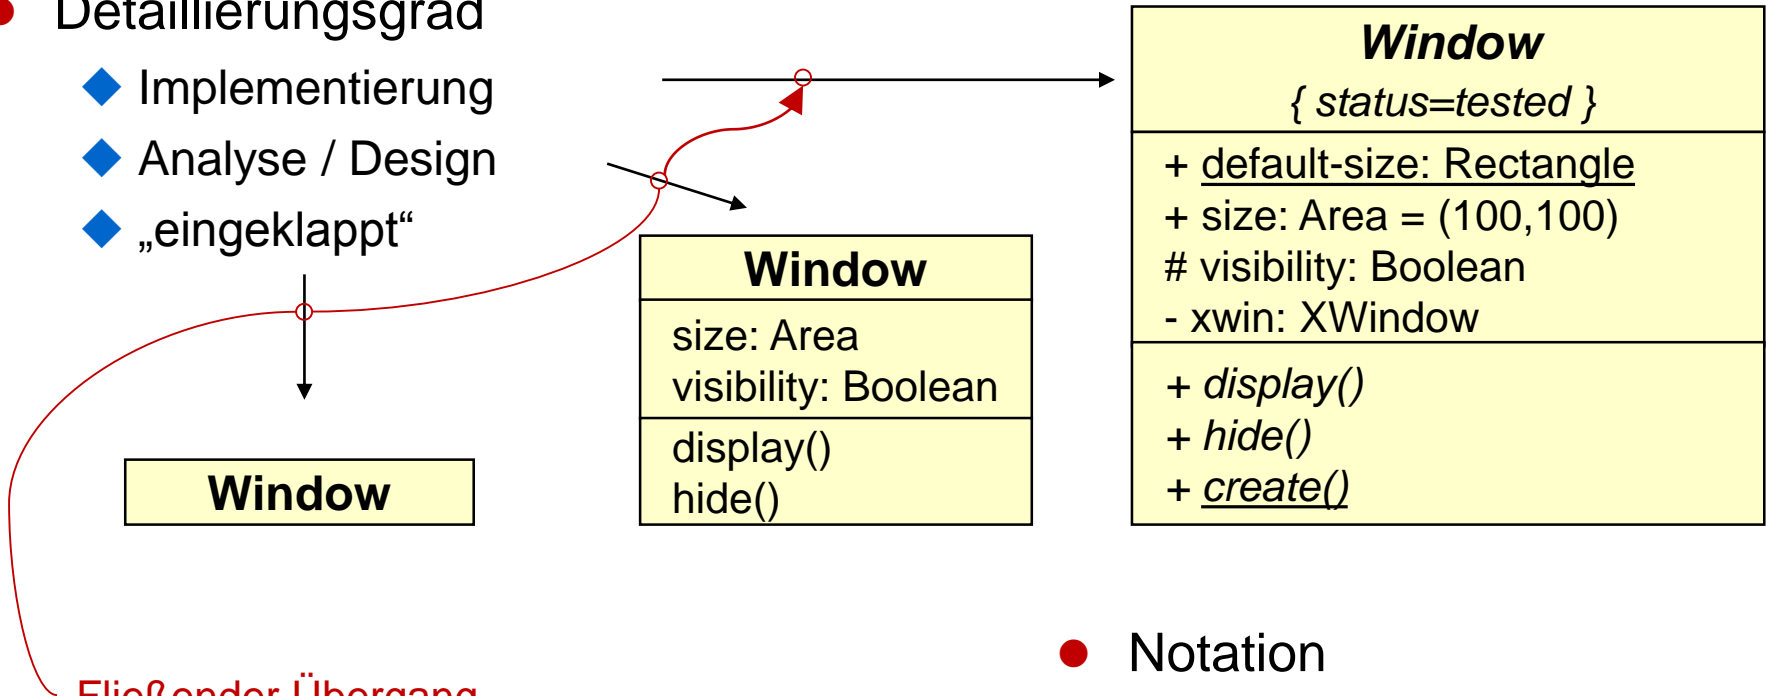 Detaillierungsgrad
Implementierung
Analyse / Design
„eingeklappt“
Window
Window
size: Area
visibility: Boolean
display()
hide()
Window
{ status=tested }
+ default-size: Rectangle
+ size: Area = (100,100)
# visibility: Boolean
- xwin: XWindow
+ display()
+ hide()
+ create()
Notation
Fließender Übergang